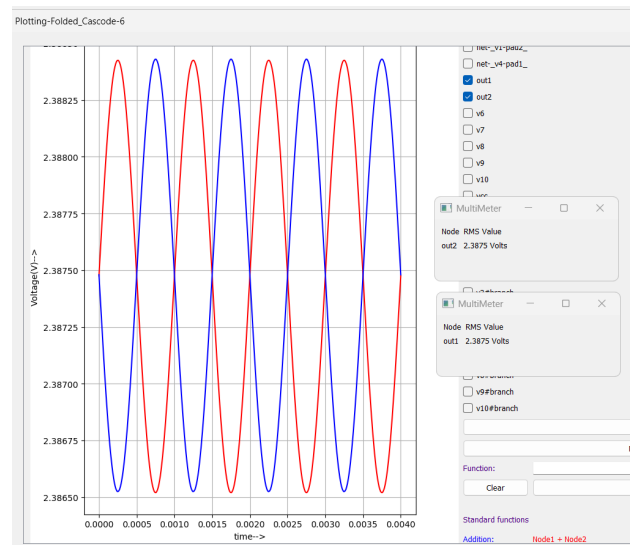 Plotting-Folded_Cascode-6
2.38825
2.38800
2.38775
2.38750
2.38725
2.38700
2.38675
2.38650
Voltage(V)-->
0.0000 0.0005 0.0010 0.0015 0.0020 0.0025 0.0030 0.0035 0.0040
time-->
net-_v1-pad2_
net-_v4-pad1_
out1
out2
v6
v7
v8
v9
v10
MultiMeter
Node RMS Value
out2 2.3875 Volts
MultiMeter
Node RMS Value
out1 2.3875 Volts
v9#branch
v10#branch
Function:
Clear
Standard functions
Addition: Node1 + Node2